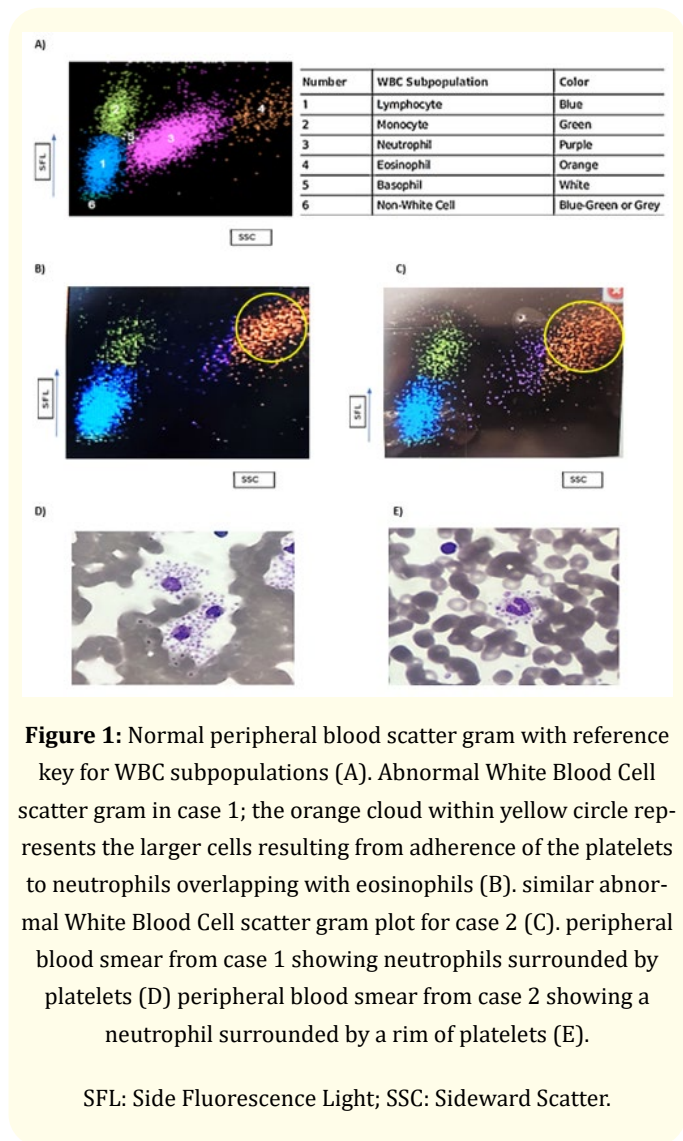 A)
2
4
5
3
1
6
SFL
SSC
Number WBC Subpopulation Color
1 Lymphocyte Blue
2 Monocyte Green
3 Neutrophil Purple
4 Eosinophil Orange
5 Basophil White
6 Non-White Cell Blue-Green or Grey
B)
C)
SFL
SFL
SSC
SSC
D)
E)
Figure 1: Normal peripheral blood scatter gram with reference
key for WBC subpopulations (A). Abnormal White Blood Cell
scatter gram in case 1; the orange cloud within yellow circle rep-
resents the larger cells resulting from adherence of the platelets
to neutrophils overlapping with eosinophils (B). similar abnor-
mal White Blood Cell scatter gram plot for case 2 (C). peripheral
blood smear from case 1 showing neutrophils surrounded by
platelets (D) peripheral blood smear from case 2 showing a
neutrophil surrounded by a rim of platelets (E).
SFL: Side Fluorescence Light; SSC: Sideward Scatter.